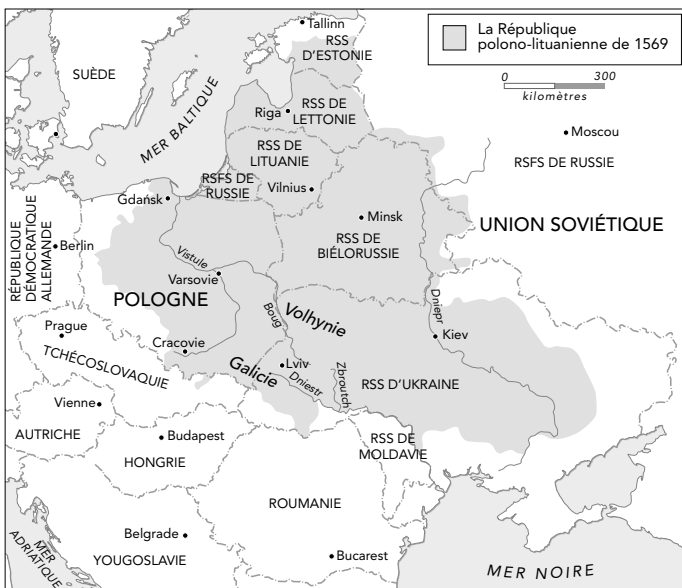 La République
polono-lituanienne de 1569
0 300
kilomètres
Tallinn
RSS
D'ESTONIE
SUÈDE
MER BALTIQUE
Riga
RSS DE
LETTONIE
Moscou
RSFS DE RUSSIE
RSS DE
LITUANIE
Vilnius
RSFS DE
RUSSIE
Gdańsk
Minsk
RSS DE
BIÉLORUSSIE
UNION SOVIÉTIQUE
RÉPUBLIQUE
DÉMOCRATIQUE
ALLEMANDE
Berlin
Vistule
Varsovie
POLOGNE
Boug
Volhynie
Dniepr
Kiev
Prague
TCHÉCOSLOVAQUIE
Cracovie
Galicie
Lviv
Dniestr
Zbroutch
RSS D'UKRAINE
Vienne
AUTRICHE
Budapest
HONGRIE
RSS DE
MOLDAVIE
ROUMANIE
Belgrade
YOUGOSLAVIE
Bucarest
MER
ADRIATIQUE
MER NOIRE